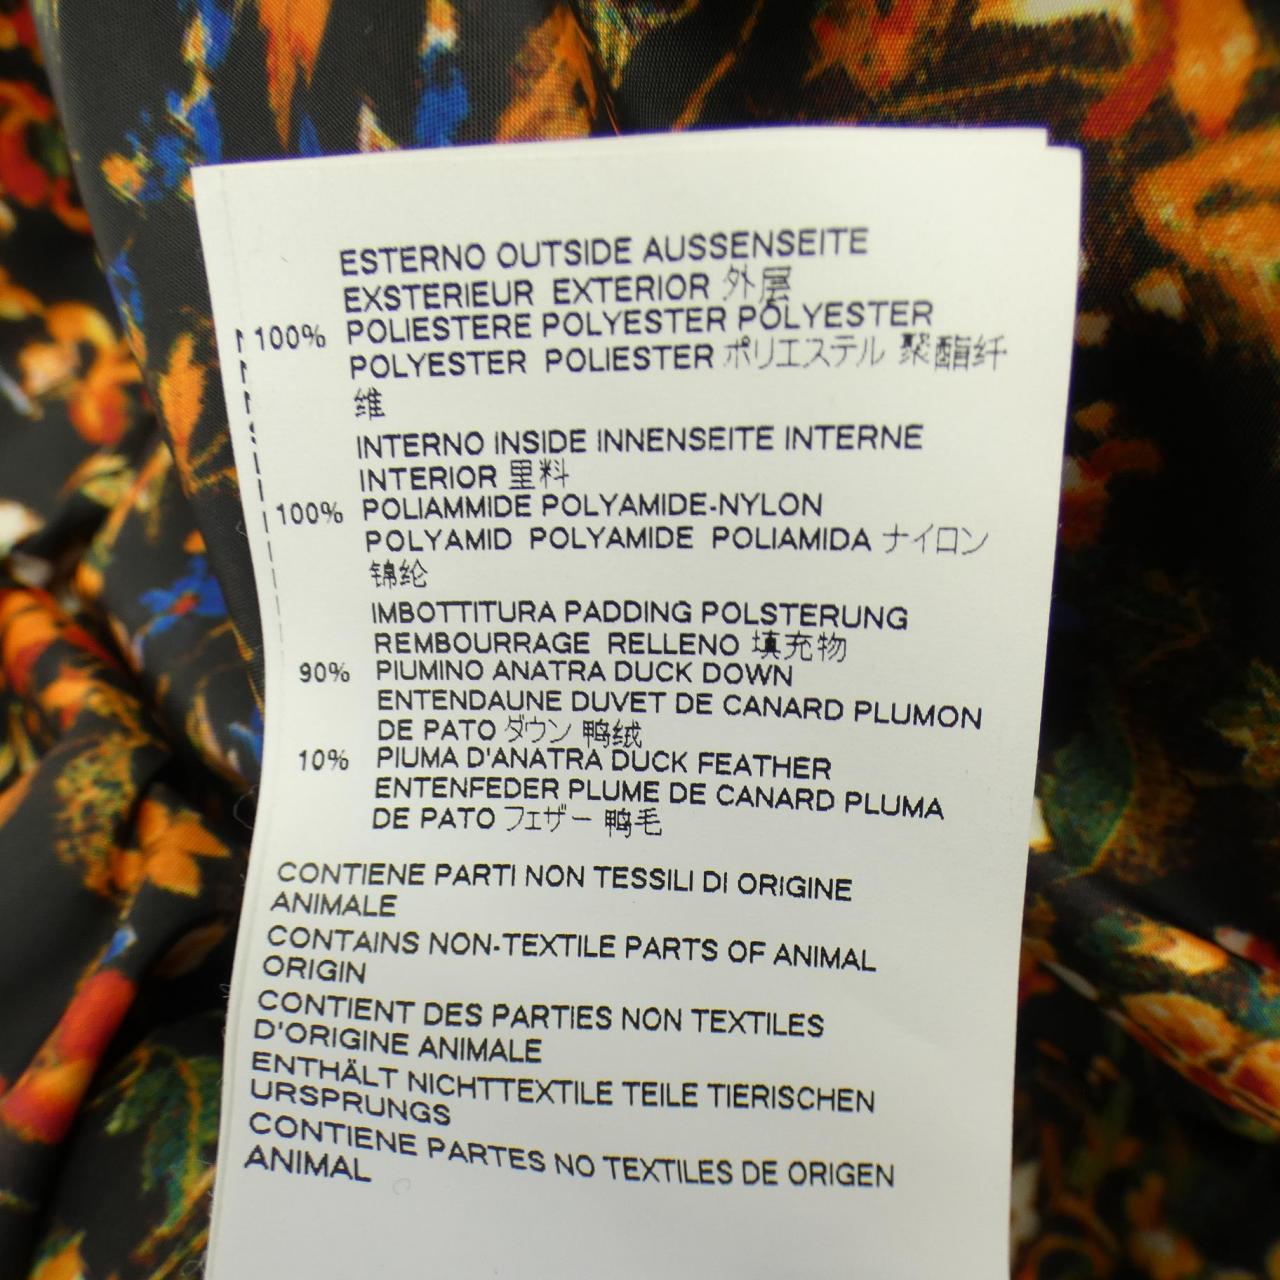 ESTERNO OUTSIDE AUSSENSEITE
EXSTERIEUR EXTERIOR 外层
100% POLIESTERE POLYESTER POLYESTER
POLYESTER POLIESTER ポリエステル 聚酯纤
维
INTERNO INSIDE INNENSEITE INTERNE
INTERIOR 里料
100% POLIAMMIDE POLYAMIDE-NYLON
POLYAMID POLYAMIDE POLIAMIDA ナイロン
锦纶
IMBOTTITURA PADDING POLSTERUNG
REMBOURRAGE RELLENO 填充物
90% PIUMINO ANATRA DUCK DOWN
ENTENDAUNE DUVET DE CANARD PLUMON
DE PATO ダウン 鸭绒
10% PIUMA D'ANATRA DUCK FEATHER
ENTENFEDER PLUME DE CANARD PLUMA
DE PATO フェザー 鸭毛
CONTIENE PARTI NON TESSILI DI ORIGINE
ANIMALE
CONTAINS NON-TEXTILE PARTS OF ANIMAL
ORIGIN
CONTIENT DES PARTIES NON TEXTILES
D'ORIGINE ANIMALE
ENTHÄLT NICHTTEXTILE TEILE TIERISCHEN
URSPRUNGS
CONTIENE PARTES NO TEXTILES DE ORIGEN
ANIMAL